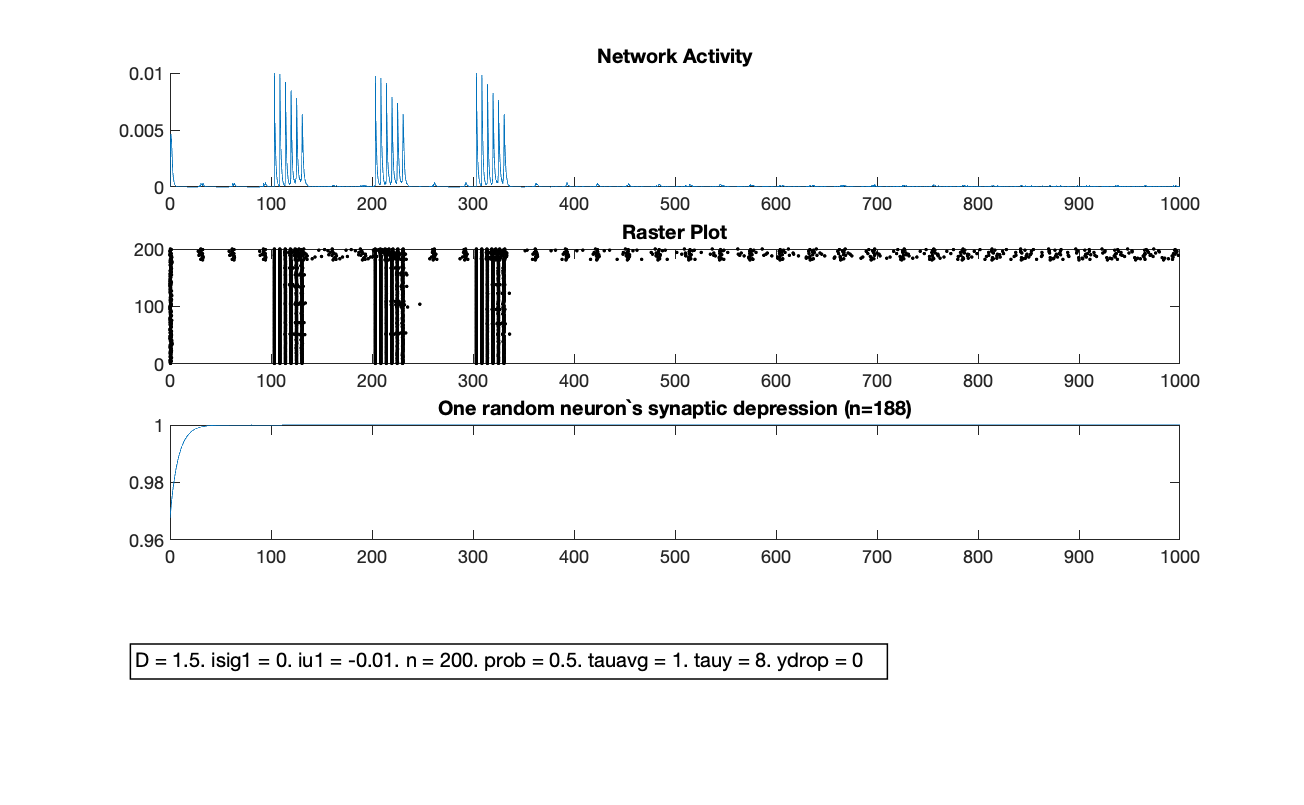 Network Activity
0.01
0.005
0
0 100 200 300 400 500 600 700 800 900 1000
Raster Plot
200
100
0
0 100 200 300 400 500 600 700 800 900 1000
One random neuron`s synaptic depression (n=188)
1
0.98
0.96
0 100 200 300 400 500 600 700 800 900 1000
D = 1.5. isig1 = 0. iu1 = -0.01. n = 200. prob = 0.5. tauavg = 1. tauy = 8. ydrop = 0